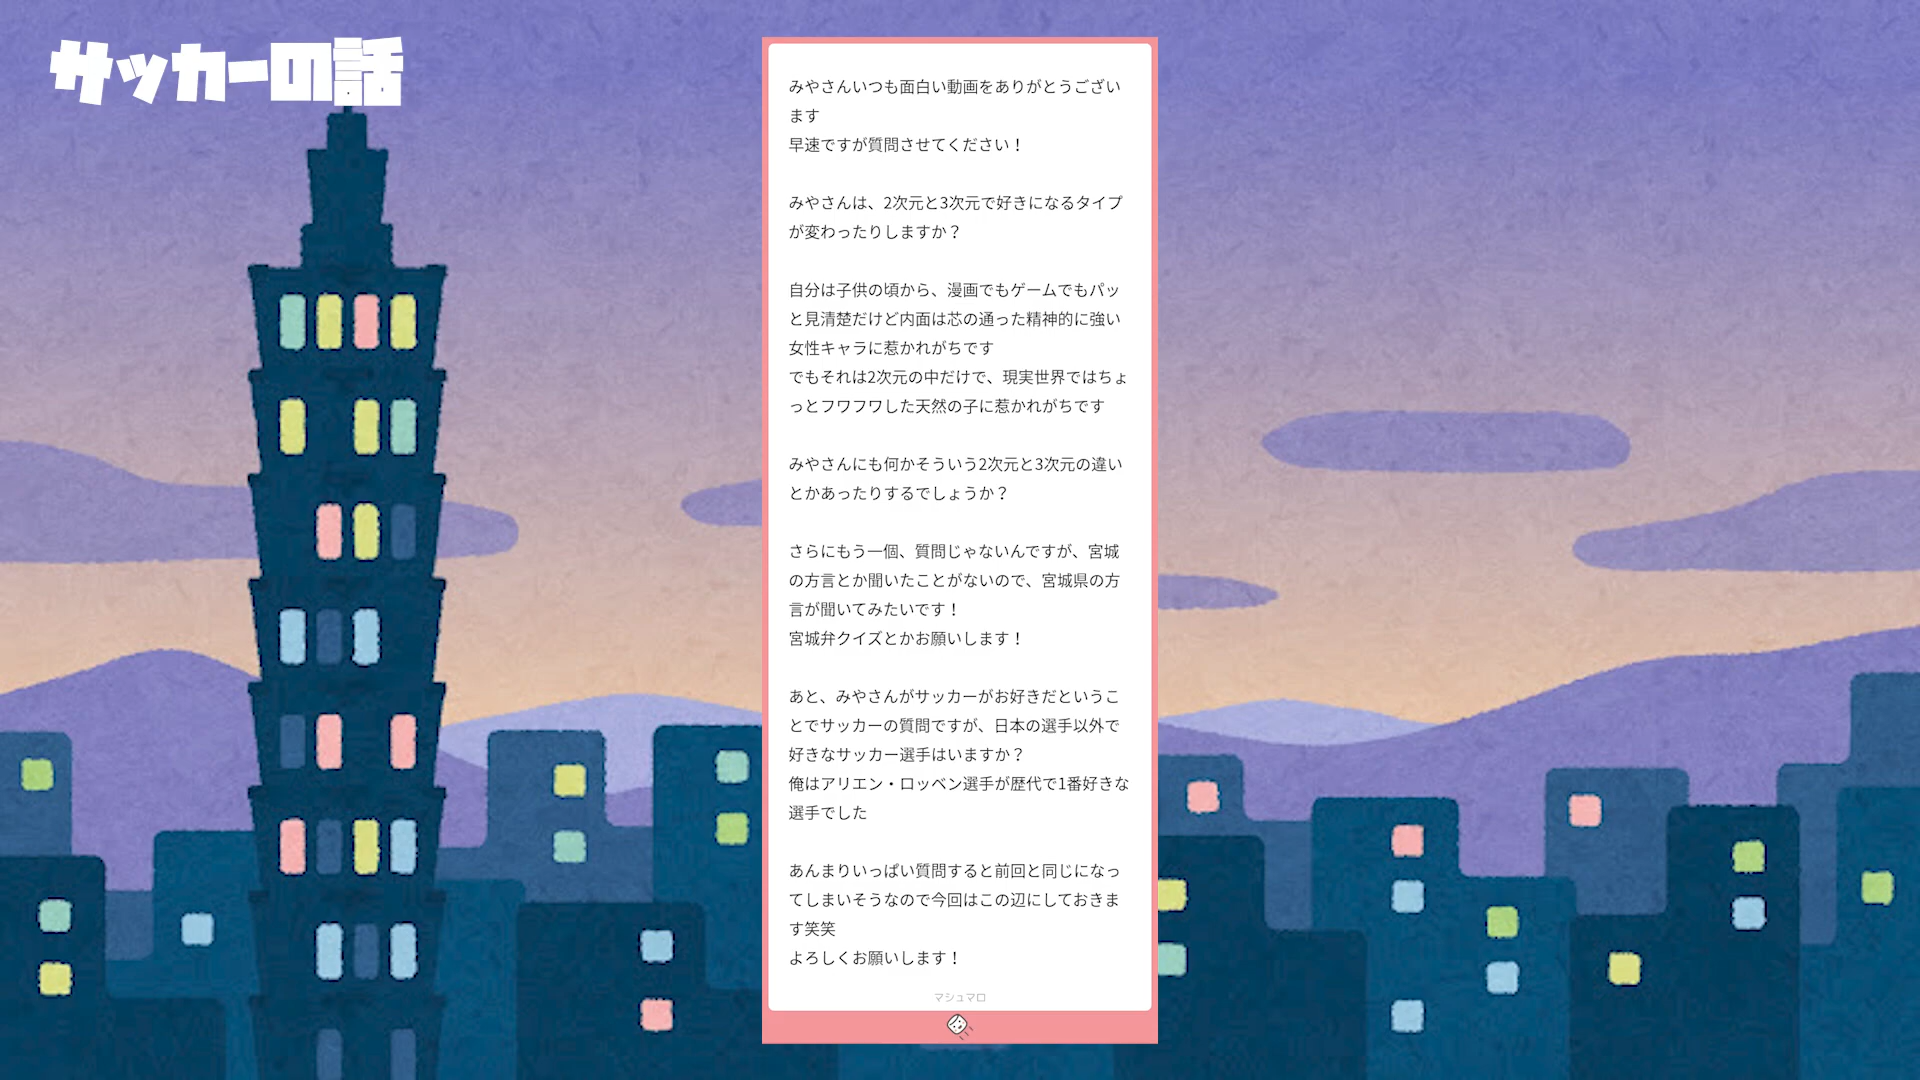 サッカーの話
みやさんいつも面白い動画をありがとうござい
ます
早速ですが質問させてください！
みやさんは、2次元と3次元で好きになるタイプ
が変わったりしますか？
自分は子供の頃から、漫画でもゲームでもパッ
と見清楚だけど内面は芯の通った精神的に強い
女性キャラに惹かれがちです
でもそれは2次元の中だけで、現実世界ではちょ
っとフワフワした天然の子に惹かれがちです
みやさんにも何かそういう2次元と3次元の違い
とかあったりするでしょうか？
さらにもう一個、質問じゃないんですが、宮城
の方言とか聞いたことがないので、宮城県の方
言が聞いてみたいです！
宮城弁クイズとかお願いします！
あと、みやさんがサッカーがお好きだというこ
とでサッカーの質問ですが、日本の選手以外で
好きなサッカー選手はいますか？
俺はアリエン・ロッベン選手が歴代で1番好きな
選手でした
あんまりいっぱい質問すると前回と同じになっ
てしまいそうなので今回はこの辺にしておきま
す笑笑
よろしくお願いします！
マシュマロ